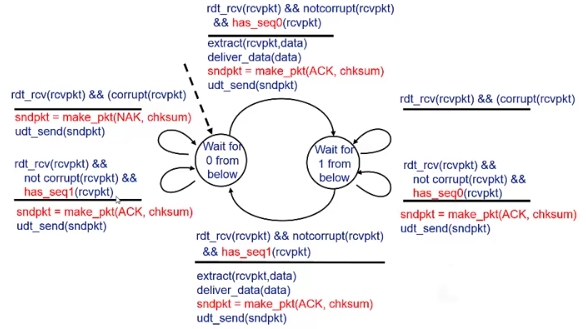 rdt_rcv(rcvpkt) && notcorrupt(rcvpkt)
&& has_seq0(rcvpkt)
extract(rcvpkt,data)
deliver_data(data)
sndpkt = make_pkt(ACK, chksum)
udt_send(sndpkt)
rdt_rcv(rcvpkt) && (corrupt(rcvpkt)
sndpkt = make_pkt(NAK, chksum)
udt_send(sndpkt)
rdt_rcv(rcvpkt) &&
not corrupt(rcvpkt) &&
has_seq1(rcvpkt)
sndpkt = make_pkt(ACK, chksum)
udt_send(sndpkt)
Wait for
0 from
below
Wait for
1 from
below
rdt_rcv(rcvpkt) && (corrupt(rcvpkt)
rdt_rcv(rcvpkt) &&
not corrupt(rcvpkt) &&
has_seq0(rcvpkt)
sndpkt = make_pkt(ACK, chksum)
udt_send(sndpkt)
rdt_rcv(rcvpkt) && notcorrupt(rcvpkt)
&& has_seq1(rcvpkt)
extract(rcvpkt,data)
deliver_data(data)
sndpkt = make_pkt(ACK, chksum)
udt_send(sndpkt)